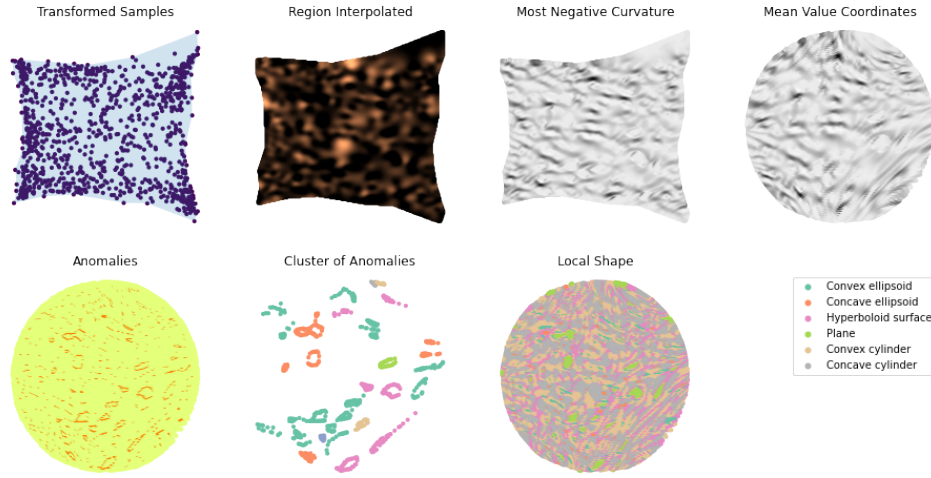 Transformed Samples
Region Interpolated
Most Negative Curvature
Mean Value Coordinates
Anomalies
Cluster of Anomalies
Local Shape
Convex ellipsoid
Concave ellipsoid
Hyperboloid surface
Plane
Convex cylinder
Concave cylinder